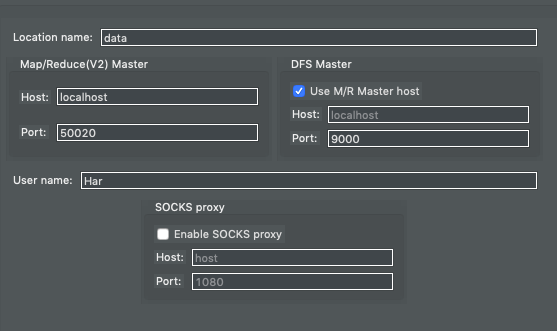 Location name: data
Map/Reduce(V2) Master
Host: localhost
Port: 50020
DFS Master
Use M/R Master host
Host: localhost
Port: 9000
User name: Har
SOCKS proxy
Enable SOCKS proxy
Host: host
Port: 1080